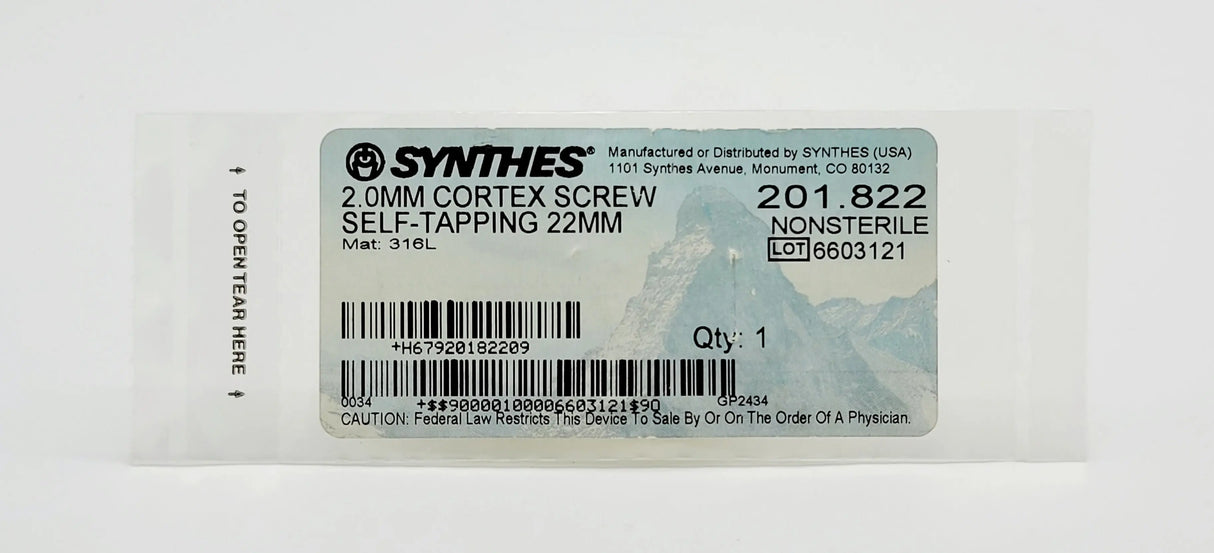 TO OPEN TEAR HERE
SYNTHES®
Manufactured or Distributed by SYNTHES (USA)
1101 Synthes Avenue, Monument, CO 80132
2.0MM CORTEX SCREW
201.822
SELF-TAPPING 22MM
NONSTERILE
Mat: 316L
LOT 6603121
+H67920182209
Qty: 1
0034
+$$90000100006603121$9Q
GP2434
CAUTION: Federal Law Restricts This Device To Sale By Or On The Order Of A Physician.